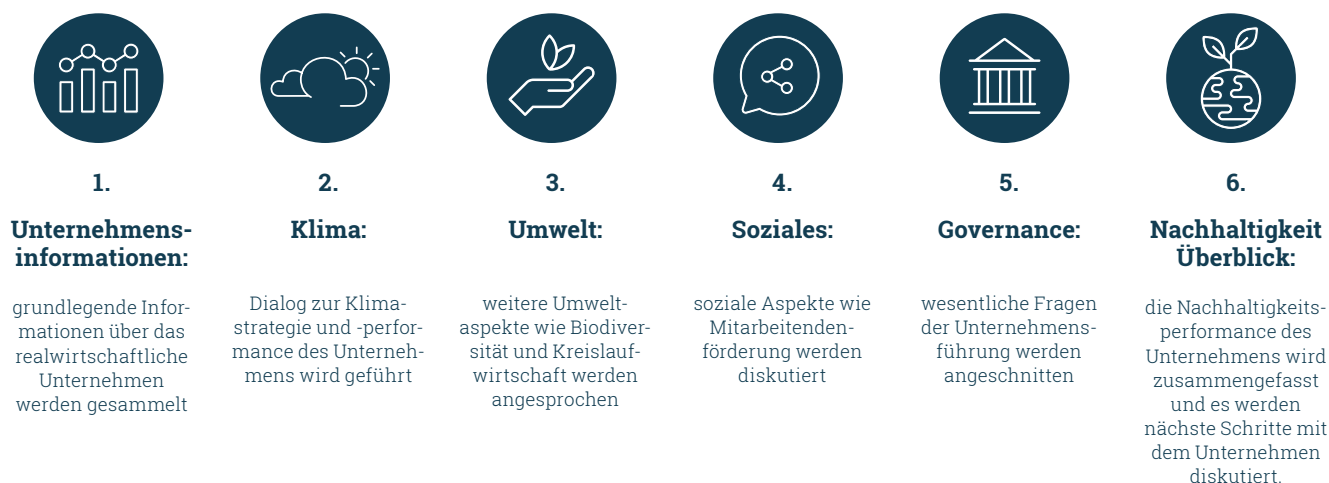 1.
Unternehmens-
informationen:
grundlegende Infor-
mationen über das
realwirtschaftliche
Unternehmen
werden gesammelt
2.
Klima:
Dialog zur Klima-
strategie und -perfor-
mance des Unterneh-
mens wird geführt
3.
Umwelt:
weitere Umwelt-
aspekte wie Biodiver-
sität und Kreislauf-
wirtschaft werden
angesprochen
4.
Soziales:
soziale Aspekte wie
Mitarbeitenden-
förderung werden
diskutiert
5.
Governance:
wesentliche Fragen
der Unternehmens-
führung werden
angeschnitten
6.
Nachhaltigkeit
Überblick:
die Nachhaltigkeits-
performance des
Unternehmens wird
zusammengefasst
und es werden
nächste Schritte mit
dem Unternehmen
diskutiert.